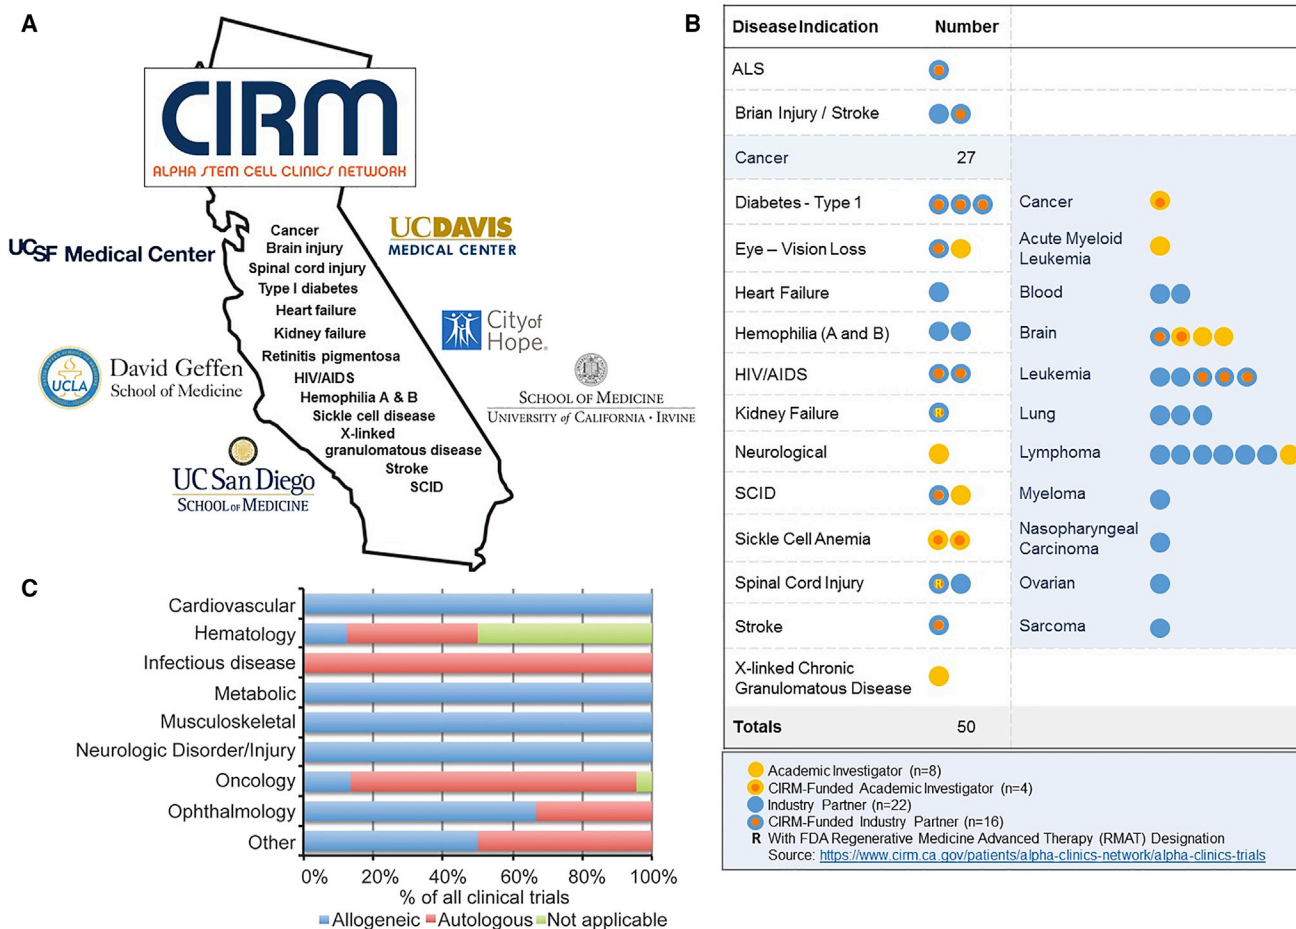 A
CIRM
ALPHA STEM CELL CLINICS NETWORK
UCSF Medical Center
UCDAVIS
MEDICAL CENTER
Cancer
Brain injury
Spinal cord injury
Type I diabetes
Heart failure
Kidney failure
Retinitis pigmentosa
HIV/AIDS
Hemophilia A & B
Sickle cell disease
X-linked
granulomatous disease
Stroke
SCID
City of
Hope®
UCLA
David Geffen
School of Medicine
SCHOOL OF MEDICINE
UNIVERSITY of CALIFORNIA • IRVINE
UC San Diego
SCHOOL OF MEDICINE
B
Disease Indication Number
ALS
Brian Injury / Stroke
Cancer 27
Diabetes - Type 1
Eye – Vision Loss
Heart Failure
Hemophilia (A and B)
HIV/AIDS
Kidney Failure R
Neurological
SCID
Sickle Cell Anemia
Spinal Cord Injury R
Stroke
X-linked Chronic
Granulomatous Disease
Totals 50
Cancer
Acute Myeloid
Leukemia
Blood
Brain
Leukemia
Lung
Lymphoma
Myeloma
Nasopharyngeal
Carcinoma
Ovarian
Sarcoma
Academic Investigator (n=8)
CIRM-Funded Academic Investigator (n=4)
Industry Partner (n=22)
CIRM-Funded Industry Partner (n=16)
R With FDA Regenerative Medicine Advanced Therapy (RMAT) Designation
Source: https://www.cirm.ca.gov/patients/alpha-clinics-network/alpha-clinics-trials
C
Cardiovascular
Hematology
Infectious disease
Metabolic
Musculoskeletal
Neurologic Disorder/Injury
Oncology
Ophthalmology
Other
0% 20% 40% 60% 80% 100%
% of all clinical trials
Allogeneic Autologous Not applicable